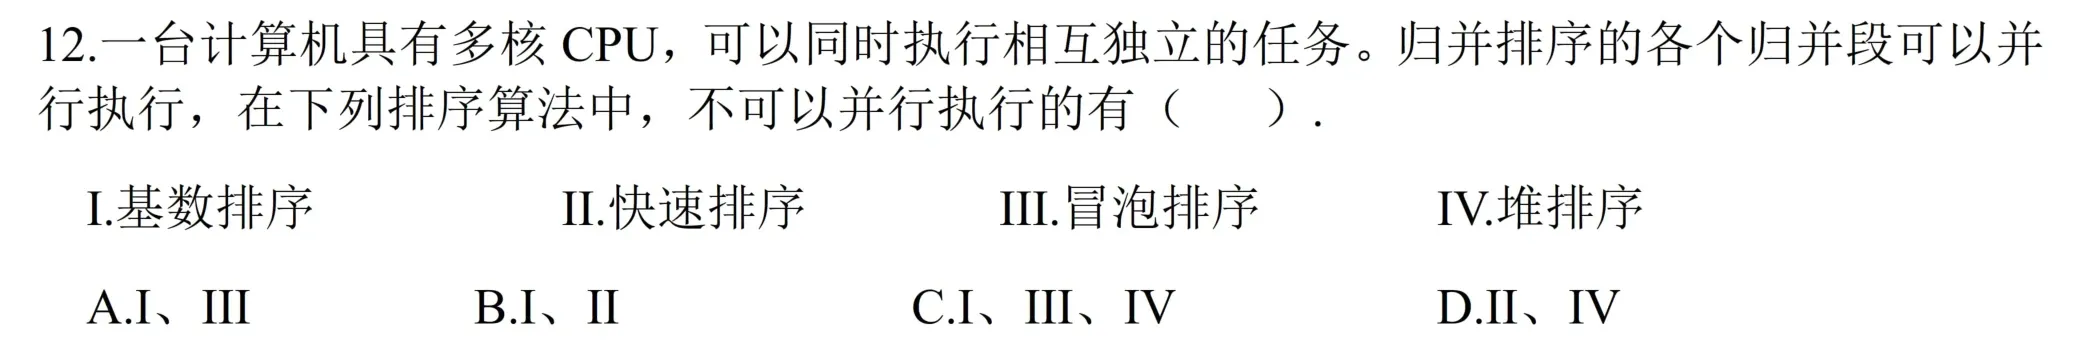 12.一台计算机具有多核 CPU，可以同时执行相互独立的任务。归并排序的各个归并段可以并
行执行，在下列排序算法中，不可以并行执行的有（ ）.
I.基数排序 II.快速排序 III.冒泡排序 IV.堆排序
A.I、III B.I、II C.I、III、IV D.II、IV